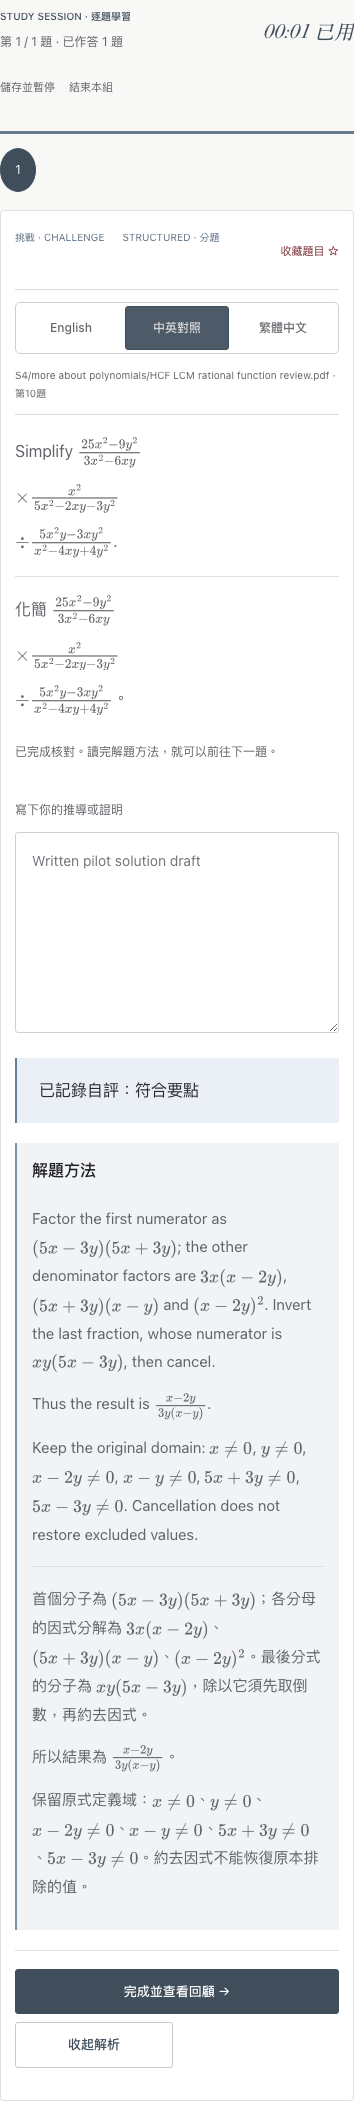 STUDY SESSION · 逐題學習
第 1 / 1 題 · 已作答 1 題
00:01 已用
儲存並暫停 結束本組
1
挑戰 · CHALLENGE STRUCTURED · 分題
收藏題目 ☆
English 中英對照 繁體中文
S4/more about polynomials/HCF LCM rational function review.pdf ·
第10題
Simplify \frac{25x^2−9y^2}{3x^2−6xy}
×\frac{x^2}{5x^2−2xy−3y^2}
÷\frac{5x^2y−3xy^2}{x^2−4xy+4y^2}.
化簡 \frac{25x^2−9y^2}{3x^2−6xy}
×\frac{x^2}{5x^2−2xy−3y^2}
÷\frac{5x^2y−3xy^2}{x^2−4xy+4y^2}。
已完成核對。讀完解題方法，就可以前往下一題。
寫下你的推導或證明
Written pilot solution draft
已記錄自評：符合要點
解題方法
Factor the first numerator as
(5x − 3y)(5x + 3y); the other
denominator factors are 3x(x − 2y),
(5x + 3y)(x − y) and (x − 2y)^2. Invert
the last fraction, whose numerator is
xy(5x − 3y), then cancel.
Thus the result is \frac{x−2y}{3y(x−y)}.
Keep the original domain: x ≠ 0, y ≠ 0,
x − 2y ≠ 0, x − y ≠ 0, 5x + 3y ≠ 0,
5x − 3y ≠ 0. Cancellation does not
restore excluded values.
首個分子為 (5x − 3y)(5x + 3y)；各分母
的因式分解為 3x(x − 2y)、
(5x + 3y)(x − y)、(x − 2y)^2。最後分式
的分子為 xy(5x − 3y)，除以它須先取倒
數，再約去因式。
所以結果為 \frac{x−2y}{3y(x−y)}。
保留原式定義域：x ≠ 0、y ≠ 0、
x − 2y ≠ 0、x − y ≠ 0、5x + 3y ≠ 0
、5x − 3y ≠ 0。約去因式不能恢復原本排
除的值。
完成並查看回顧 →
收起解析